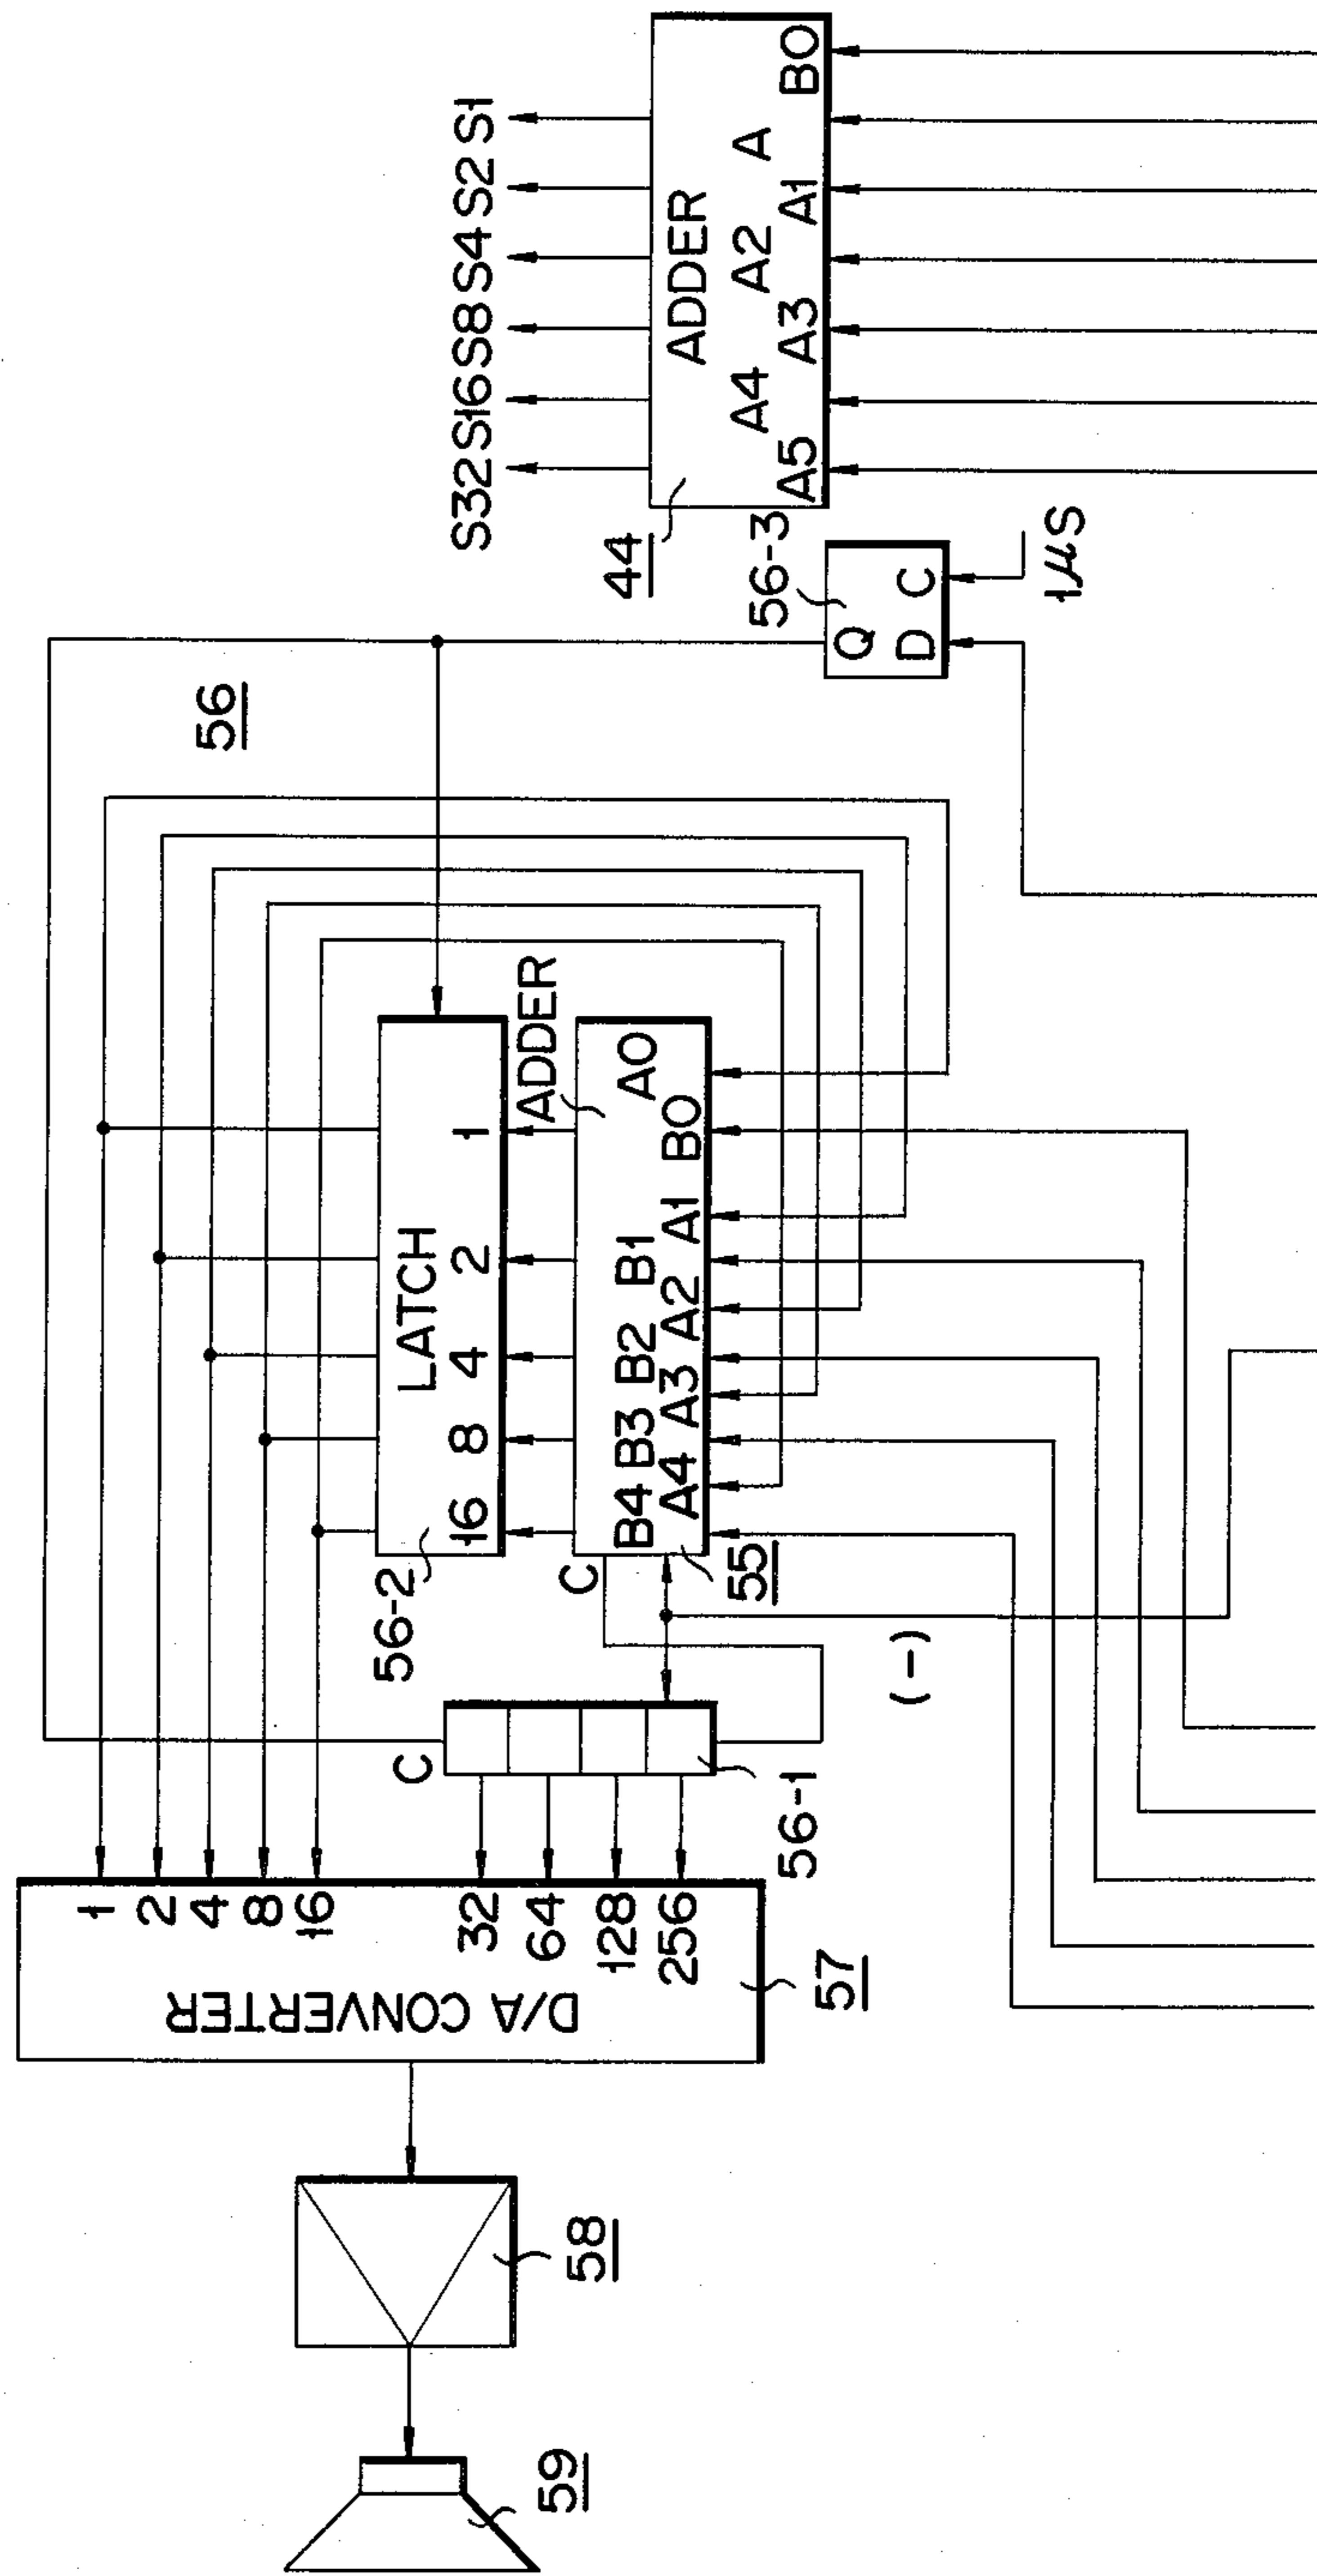 S32 S16 S8 S4 S2 S1
44
ADDER
A4 A2 A
A5 A3 A1 B0
56
56-3
Q
D C
1μS
LATCH
16 8 4 2 1
56-2
ADDER
C
B4 B3 B2 B1 A0
A4 A3 A2 A1 B0
55
(-)
C
56-1
1
2
4
8
16
32
64
128
256
D/A CONVERTER
57
58
59